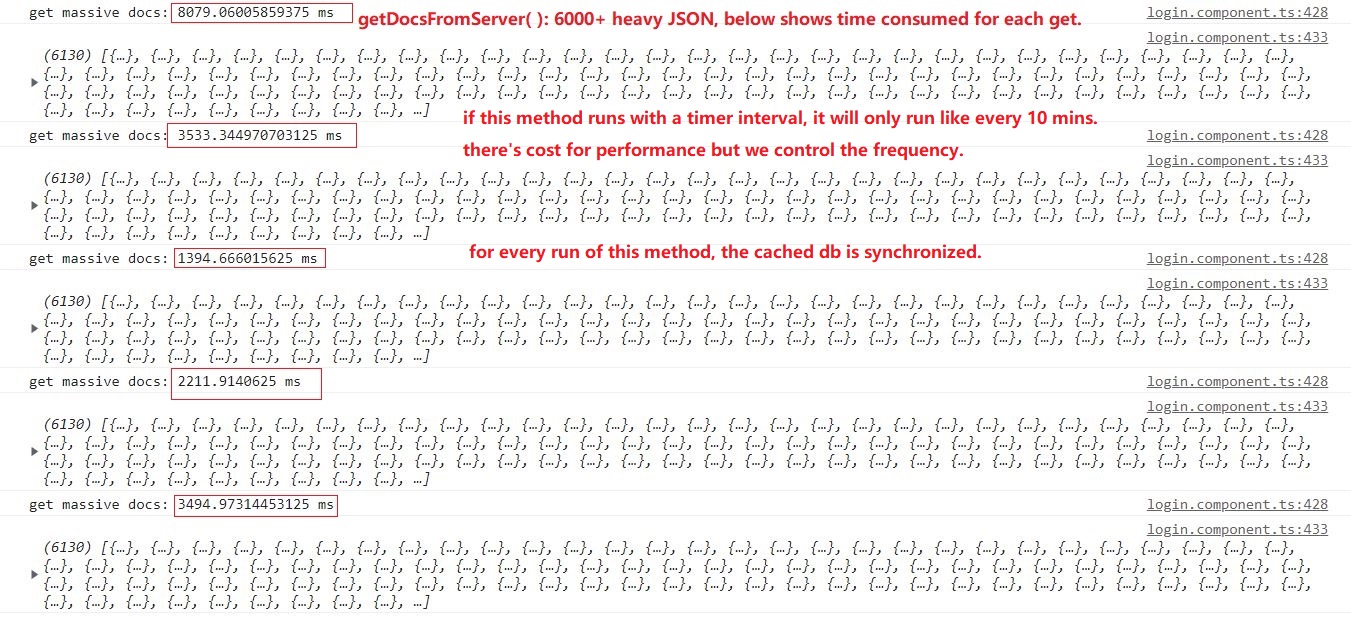 get massive docs: 8079.06005859375 ms getDocsFromServer( ): 6000+ heavy JSON, below shows time consumed for each get. login.component.ts:428
login.component.ts:433
(6130) [{…}, {…}, {…}, {…}, {…}, {…}, {…}, {…}, {…}, {…}, {…}, {…}, {…}, {…}, {…}, {…}, {…}, {…}, {…}, {…}, {…}, {…}, {…}, {…}, {…}, {…}, {…}, {…}, {…},
{…}, {…}, {…}, {…}, {…}, {…}, {…}, {…}, {…}, {…}, {…}, {…}, {…}, {…}, {…}, {…}, {…}, {…}, {…}, {…}, {…}, {…}, {…}, {…}, {…}, {…}, {…}, {…}, {…}, {…}, {…},
{…}, {…}, {…}, {…}, {…}, {…}, {…}, {…}, {…}, {…}, {…}, {…}, {…}, {…}, {…}, {…}, {…}, {…}, {…}, {…}, {…}, {…}, {…}, {…}, {…}, {…}, {…}, {…}, {…}, {…}, {…},
{…}, {…}, {…}, {…}, {…}, {…}, {…}, {…}, {…}, …]
if this method runs with a timer interval, it will only run like every 10 mins.
get massive docs: 3533.344970703125 ms login.component.ts:428
there's cost for performance but we control the frequency.
login.component.ts:433
(6130) [{…}, {…}, {…}, {…}, {…}, {…}, {…}, {…}, {…}, {…}, {…}, {…}, {…}, {…}, {…}, {…}, {…}, {…}, {…}, {…}, {…}, {…}, {…}, {…}, {…}, {…}, {…}, {…}, {…},
{…}, {…}, {…}, {…}, {…}, {…}, {…}, {…}, {…}, {…}, {…}, {…}, {…}, {…}, {…}, {…}, {…}, {…}, {…}, {…}, {…}, {…}, {…}, {…}, {…}, {…}, {…}, {…}, {…}, {…}, {…},
{…}, {…}, {…}, {…}, {…}, {…}, {…}, {…}, {…}, {…}, {…}, {…}, {…}, {…}, {…}, {…}, {…}, {…}, {…}, {…}, {…}, {…}, {…}, {…}, {…}, {…}, {…}, {…}, {…}, {…}, {…},
{…}, {…}, {…}, {…}, {…}, {…}, {…}, {…}, {…}, …]
for every run of this method, the cached db is synchronized.
get massive docs: 1394.666015625 ms login.component.ts:428
login.component.ts:433
(6130) [{…}, {…}, {…}, {…}, {…}, {…}, {…}, {…}, {…}, {…}, {…}, {…}, {…}, {…}, {…}, {…}, {…}, {…}, {…}, {…}, {…}, {…}, {…}, {…}, {…}, {…}, {…}, {…}, {…},
{…}, {…}, {…}, {…}, {…}, {…}, {…}, {…}, {…}, {…}, {…}, {…}, {…}, {…}, {…}, {…}, {…}, {…}, {…}, {…}, {…}, {…}, {…}, {…}, {…}, {…}, {…}, {…}, {…}, {…}, {…},
{…}, {…}, {…}, {…}, {…}, {…}, {…}, {…}, {…}, {…}, {…}, {…}, {…}, {…}, {…}, {…}, {…}, {…}, {…}, {…}, {…}, {…}, {…}, {…}, {…}, {…}, {…}, {…}, {…}, {…}, {…},
{…}, {…}, {…}, {…}, {…}, {…}, {…}, {…}, {…}, …]
get massive docs: 2211.9140625 ms login.component.ts:428
login.component.ts:433
(6130) [{…}, {…}, {…}, {…}, {…}, {…}, {…}, {…}, {…}, {…}, {…}, {…}, {…}, {…}, {…}, {…}, {…}, {…}, {…}, {…}, {…}, {…}, {…}, {…}, {…}, {…}, {…}, {…}, {…},
{…}, {…}, {…}, {…}, {…}, {…}, {…}, {…}, {…}, {…}, {…}, {…}, {…}, {…}, {…}, {…}, {…}, {…}, {…}, {…}, {…}, {…}, {…}, {…}, {…}, {…}, {…}, {…}, {…}, {…}, {…},
{…}, {…}, {…}, {…}, {…}, {…}, {…}, {…}, {…}, {…}, {…}, {…}, {…}, {…}, {…}, {…}, {…}, {…}, {…}, {…}, {…}, {…}, {…}, {…}, {…}, {…}, {…}, {…}, {…}, {…}, {…},
{…}, {…}, {…}, {…}, {…}, {…}, {…}, {…}, {…}, …]
get massive docs: 3494.97314453125 ms login.component.ts:428
login.component.ts:433
(6130) [{…}, {…}, {…}, {…}, {…}, {…}, {…}, {…}, {…}, {…}, {…}, {…}, {…}, {…}, {…}, {…}, {…}, {…}, {…}, {…}, {…}, {…}, {…}, {…}, {…}, {…}, {…}, {…}, {…},
{…}, {…}, {…}, {…}, {…}, {…}, {…}, {…}, {…}, {…}, {…}, {…}, {…}, {…}, {…}, {…}, {…}, {…}, {…}, {…}, {…}, {…}, {…}, {…}, {…}, {…}, {…}, {…}, {…}, {…}, {…},
{…}, {…}, {…}, {…}, {…}, {…}, {…}, {…}, {…}, {…}, {…}, {…}, {…}, {…}, {…}, {…}, {…}, {…}, {…}, {…}, {…}, {…}, {…}, {…}, {…}, {…}, {…}, {…}, {…}, {…}, {…},
{…}, {…}, {…}, {…}, {…}, {…}, {…}, {…}, {…}, …]